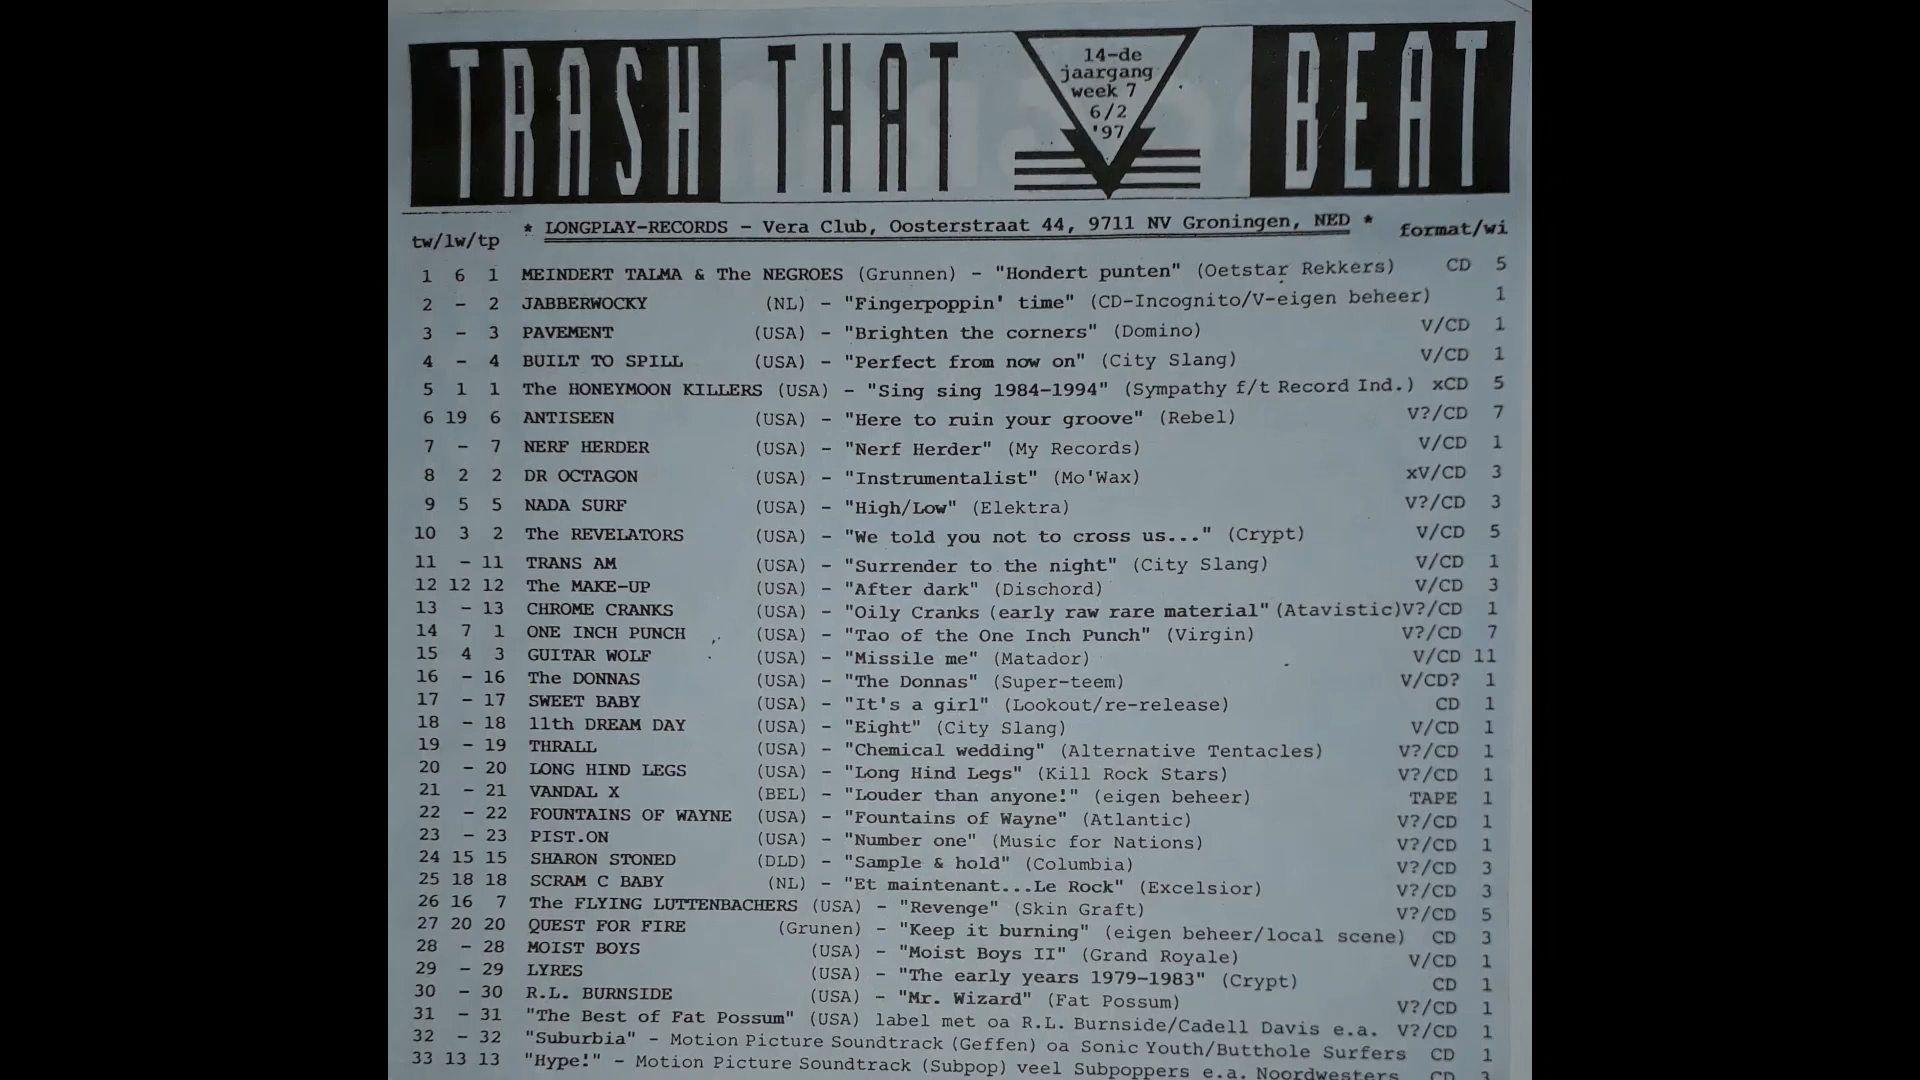 TRASH THAT BEAT
14-de
jaargang
week 7
6/2
'97
tw/lw/tp * LONGPLAY-RECORDS - Vera Club, Oosterstraat 44, 9711 NV Groningen, NED * format/wi
1 6 1 MEINDERT TALMA & The NEGROES (Grunnen) - "Hondert punten" (Oetstar Rekkers) CD 5
2 - 2 JABBERWOCKY (NL) - "Fingerpoppin' time" (CD-Incognito/V-eigen beheer) 1
3 - 3 PAVEMENT (USA) - "Brighten the corners" (Domino) V/CD 1
4 - 4 BUILT TO SPILL (USA) - "Perfect from now on" (City Slang) V/CD 1
5 1 1 The HONEYMOON KILLERS (USA) - "Sing sing 1984-1994" (Sympathy f/t Record Ind.) xCD 5
6 19 6 ANTISEEN (USA) - "Here to ruin your groove" (Rebel) V?/CD 7
7 - 7 NERF HERDER (USA) - "Nerf Herder" (My Records) V/CD 1
8 2 2 DR OCTAGON (USA) - "Instrumentalist" (Mo'Wax) xV/CD 3
9 5 5 NADA SURF (USA) - "High/Low" (Elektra) V?/CD 3
10 3 2 The REVELATORS (USA) - "We told you not to cross us..." (Crypt) V/CD 5
11 - 11 TRANS AM (USA) - "Surrender to the night" (City Slang) V/CD 1
12 12 12 The MAKE-UP (USA) - "After dark" (Dischord) V/CD 3
13 - 13 CHROME CRANKS (USA) - "Oily Cranks (early raw rare material" (Atavistic)V?/CD 1
14 7 1 ONE INCH PUNCH (USA) - "Tao of the One Inch Punch" (Virgin) V?/CD 7
15 4 3 GUITAR WOLF (USA) - "Missile me" (Matador) V/CD 11
16 - 16 The DONNAS (USA) - "The Donnas" (Super-teem) V/CD? 1
17 - 17 SWEET BABY (USA) - "It's a girl" (Lookout/re-release) CD 1
18 - 18 11th DREAM DAY (USA) - "Eight" (City Slang) V/CD 1
19 - 19 THRALL (USA) - "Chemical wedding" (Alternative Tentacles) V?/CD 1
20 - 20 LONG HIND LEGS (USA) - "Long Hind Legs" (Kill Rock Stars) V?/CD 1
21 - 21 VANDAL X (BEL) - "Louder than anyone!" (eigen beheer) TAPE 1
22 - 22 FOUNTAINS OF WAYNE (USA) - "Fountains of Wayne" (Atlantic) V?/CD 1
23 - 23 PIST.ON (USA) - "Number one" (Music for Nations) V?/CD 1
24 15 15 SHARON STONED (DLD) - "Sample & hold" (Columbia) V?/CD 3
25 18 18 SCRAM C BABY (NL) - "Et maintenant...Le Rock" (Excelsior) V?/CD 3
26 16 7 The FLYING LUTTENBACHERS (USA) - "Revenge" (Skin Graft) V?/CD 5
27 20 20 QUEST FOR FIRE (Grunen) - "Keep it burning" (eigen beheer/local scene) CD 3
28 - 28 MOIST BOYS (USA) - "Moist Boys II" (Grand Royale) V/CD 1
29 - 29 LYRES (USA) - "The early years 1979-1983" (Crypt) CD 1
30 - 30 R.L. BURNSIDE (USA) - "Mr. Wizard" (Fat Possum) V?/CD 1
31 - 31 "The Best of Fat Possum" (USA) label met oa R.L. Burnside/Cadell Davis e.a. V?/CD 1
32 - 32 "Suburbia" - Motion Picture Soundtrack (Geffen) oa Sonic Youth/Butthole Surfers CD 1
33 13 13 "Hype!" - Motion Picture Soundtrack (Subpop) veel Subpoppers e.a. Noordwesters CD 3